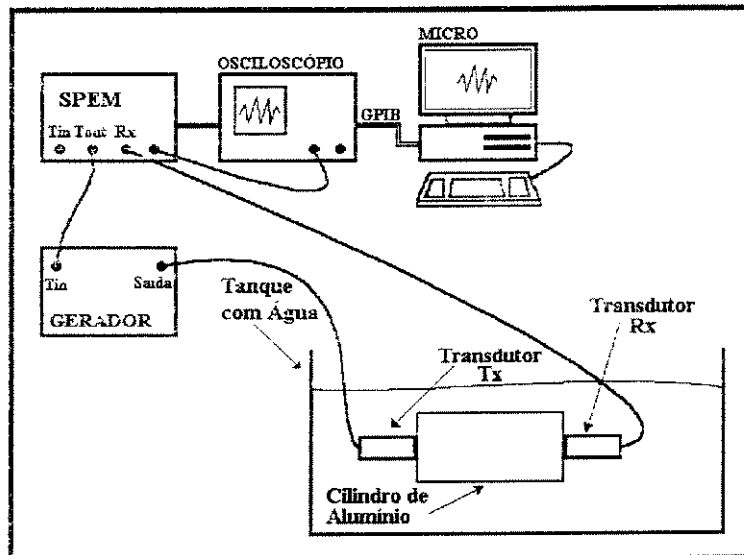 MICRO
OSCILOSCÓPIO
SPEM
Tin Tout Rx
GPIB
Tin Saída
GERADOR
Tanque
com Água
Transdutor
Rx
Transdutor
Tx
Cilindro de
Alumínio